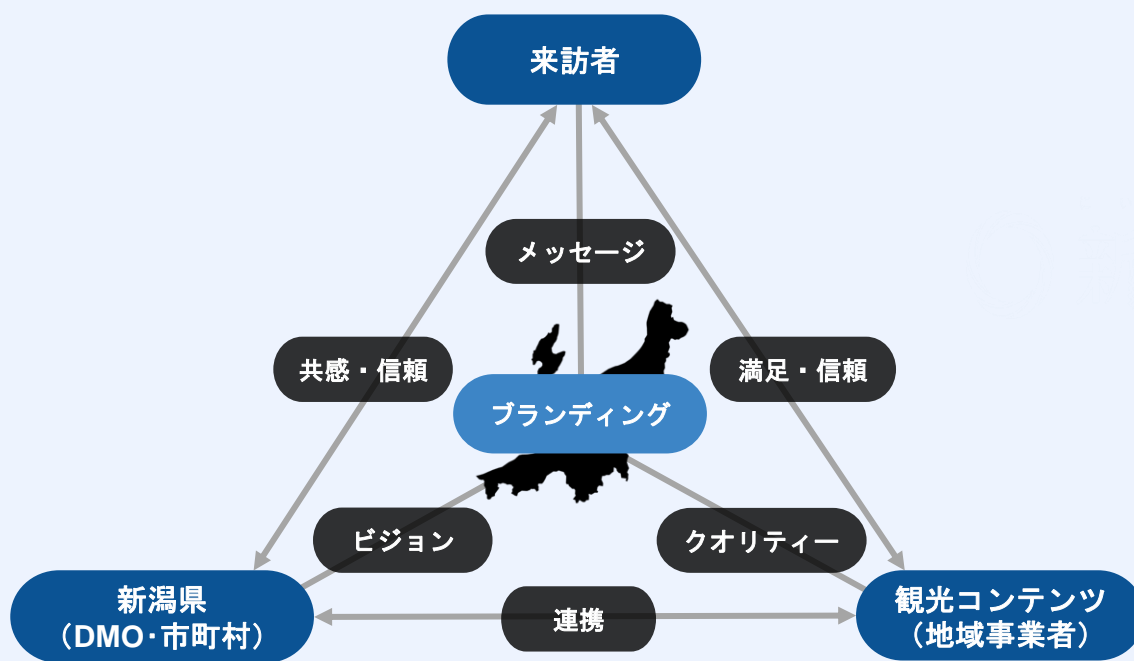 来訪者
メッセージ
共感・信頼
満足・信頼
ブランディング
ビジョン
クオリティー
新潟県
（DMO・市町村）
連携
観光コンテンツ
（地域事業者）